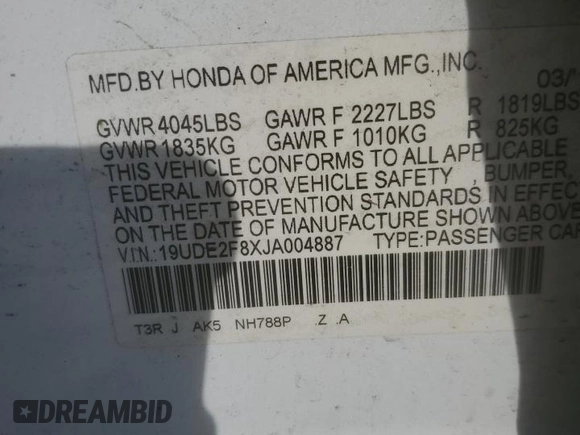 MFD.BY HONDA OF AMERICA MFG.,INC. 03/
GVWR 4045LBS GAWR F 2227LBS R 1819LBS
GVWR 1835KG GAWR F 1010KG R 825KG
THIS VEHICLE CONFORMS TO ALL APPLICABLE
FEDERAL MOTOR VEHICLE SAFETY , BUMPER,
AND THEFT PREVENTION STANDARDS IN EFFEC
ON THE DATE OF MANUFACTURE SHOWN ABOVE
V.I.N.:19UDE2F8XJA004887 TYPE:PASSENGER CAR
T3R J AK5 NH788P .Z .A
DREAMBID